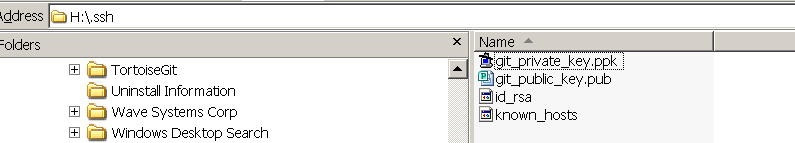 Address H:\.ssh
Folders
TortoiseGit
Uninstall Information
Wave Systems Corp
Windows Desktop Search
Name
git_private_key.ppk
git_public_key.pub
id_rsa
known_hosts